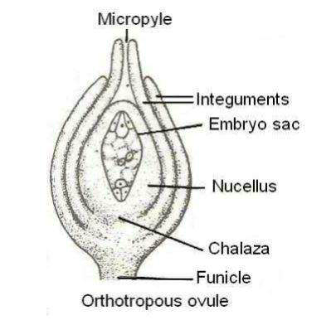 Micropyle
Integuments
Embryo sac
Nucellus
Chalaza
Funicle
Orthotropous ovule